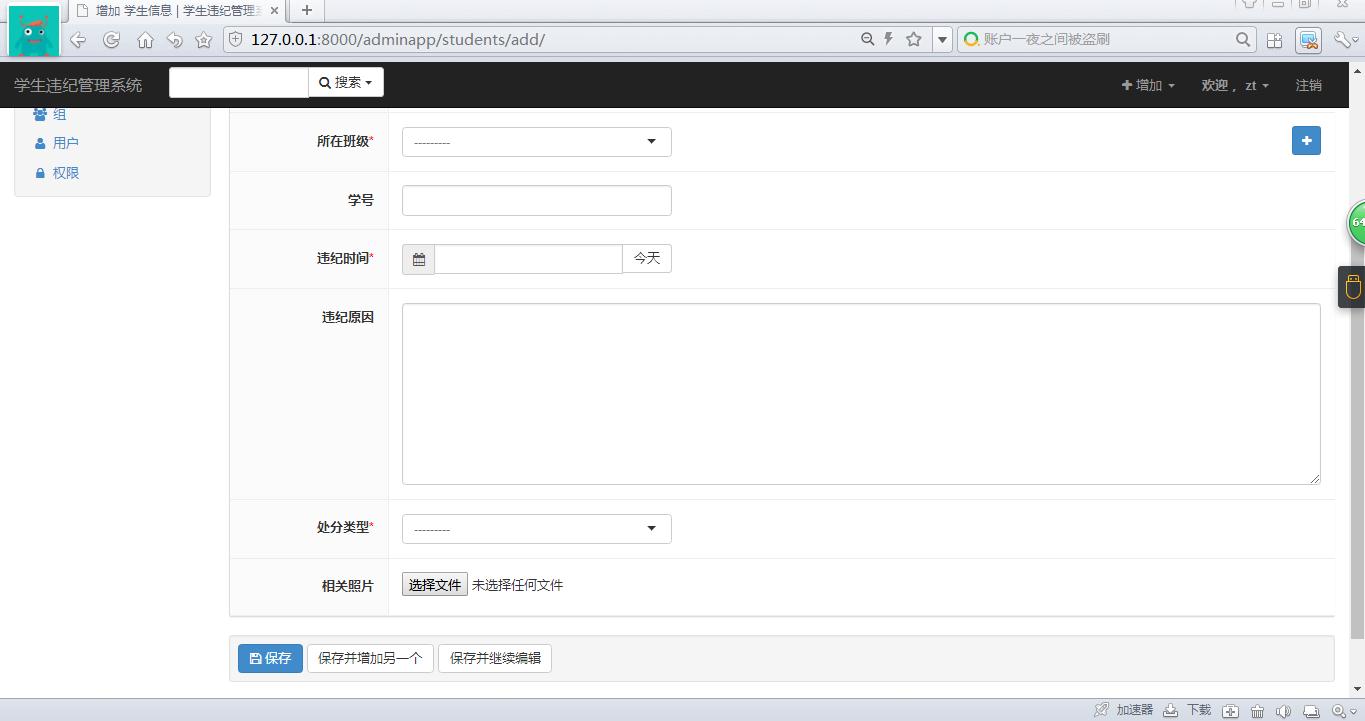 增加 学生信息 | 学生违纪管理系
127.0.0.1:8000/adminapp/students/add/
账户一夜之间被盗刷
学生违纪管理系统
搜索
增加
欢迎， zt
注销
组
用户
权限
所在班级*
---------
学号
违纪时间*
今天
违纪原因
处分类型*
---------
相关照片
选择文件 未选择任何文件
保存
保存并增加另一个
保存并继续编辑
64
加速器
下载